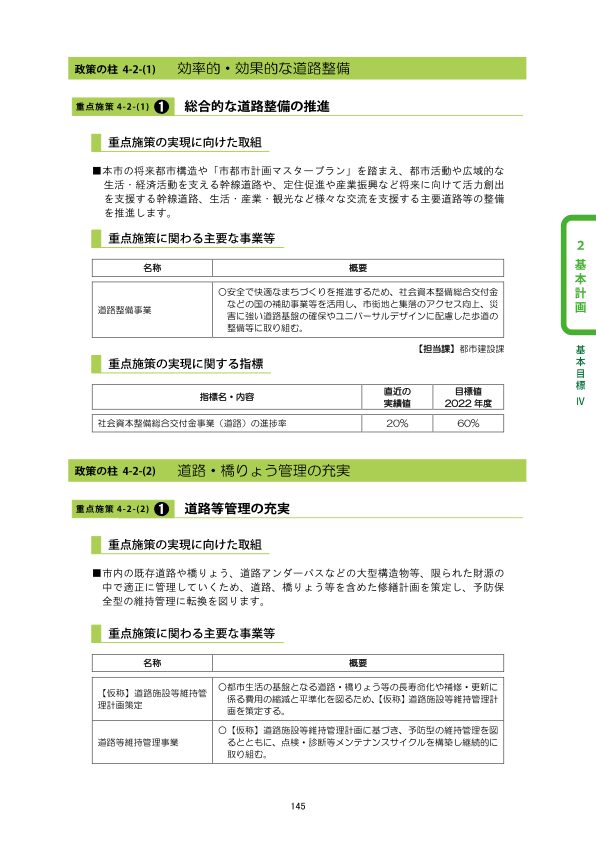 政策の柱 4-2-(1) 効率的・効果的な道路整備
重点施策 4-2-(1) ❶ 総合的な道路整備の推進
重点施策の実現に向けた取組
■本市の将来都市構造や「市都市計画マスタープラン」を踏まえ、都市活動や広域的な
生活・経済活動を支える幹線道路や、定住促進や産業振興など将来に向けて活力創出
を支援する幹線道路、生活・産業・観光など様々な交流を支援する主要道路等の整備
を推進します。
重点施策に関わる主要な事業等
名称 概要
道路整備事業
○安全で快適なまちづくりを推進するため、社会資本整備総合交付金
などの国の補助事業等を活用し、市街地と集落のアクセス向上、災
害に強い道路基盤の確保やユニバーサルデザインに配慮した歩道の
整備等に取り組む。
【担当課】都市建設課
重点施策の実現に関する指標
指標名・内容
直近の
実績値
目標値
2022 年度
社会資本整備総合交付金事業（道路）の進捗率 20% 60%
政策の柱 4-2-(2) 道路・橋りょう管理の充実
重点施策 4-2-(2) ❶ 道路等管理の充実
重点施策の実現に向けた取組
■市内の既存道路や橋りょう、道路アンダーパスなどの大型構造物等、限られた財源の
中で適正に管理していくため、道路、橋りょう等を含めた修繕計画を策定し、予防保
全型の維持管理に転換を図ります。
重点施策に関わる主要な事業等
名称 概要
【仮称】道路施設等維持管
理計画策定
○都市生活の基盤となる道路・橋りょう等の長寿命化や補修・更新に
係る費用の縮減と平準化を図るため、【仮称】道路施設等維持管理計
画を策定する。
道路等維持管理事業
○【仮称】道路施設等維持管理計画に基づき、予防型の維持管理を図
るとともに、点検・診断等メンテナンスサイクルを構築し継続的に
取り組む。
2
基本計画
基本目標
Ⅳ
145